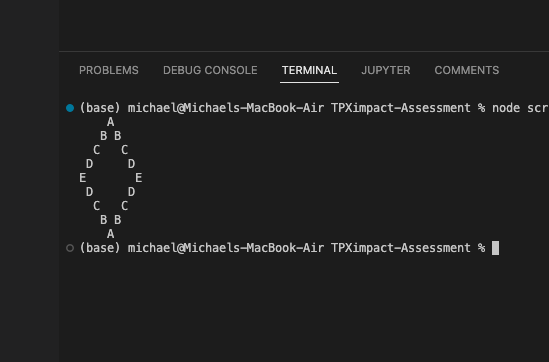 PROBLEMS DEBUG CONSOLE TERMINAL JUPYTER COMMENTS
(base) michael@Michaels-MacBook-Air TPXimpact-Assessment % node scr
    A
   B B
  C   C
 D     D
E       E
 D     D
  C   C
   B B
    A
(base) michael@Michaels-MacBook-Air TPXimpact-Assessment %